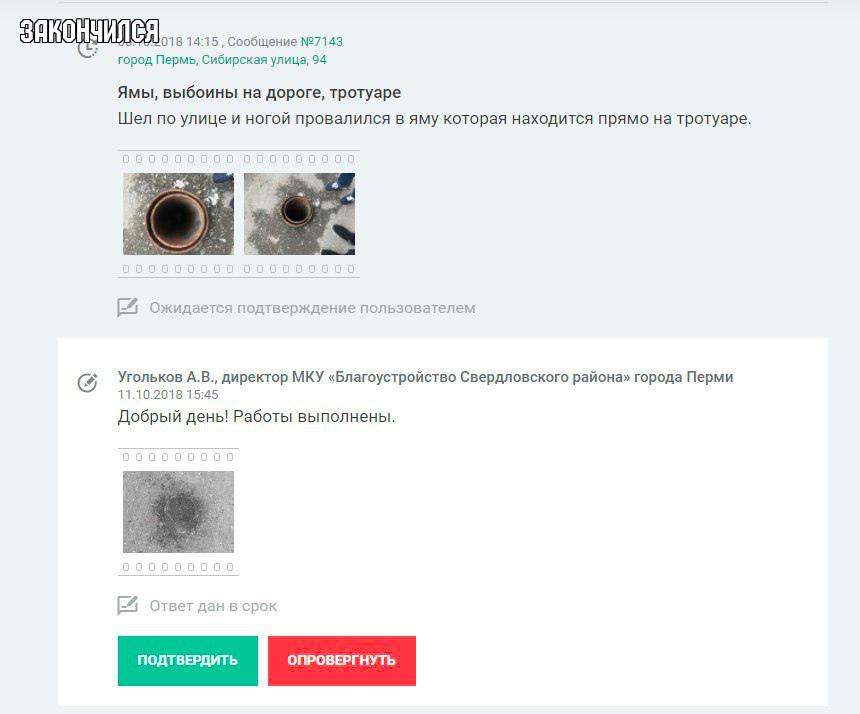 ЗАКОНЧИЛСЯ
.2018 14:15 , Сообщение №7143
город Пермь, Сибирская улица, 94
Ямы, выбоины на дороге, тротуаре
Шел по улице и ногой провалился в яму которая находится прямо на тротуаре.
Ожидается подтверждение пользователем
Угольков А.В., директор МКУ «Благоустройство Свердловского района» города Перми
11.10.2018 15:45
Добрый день! Работы выполнены.
Ответ дан в срок
ПОДТВЕРДИТЬ
ОПРОВЕРГНУТЬ